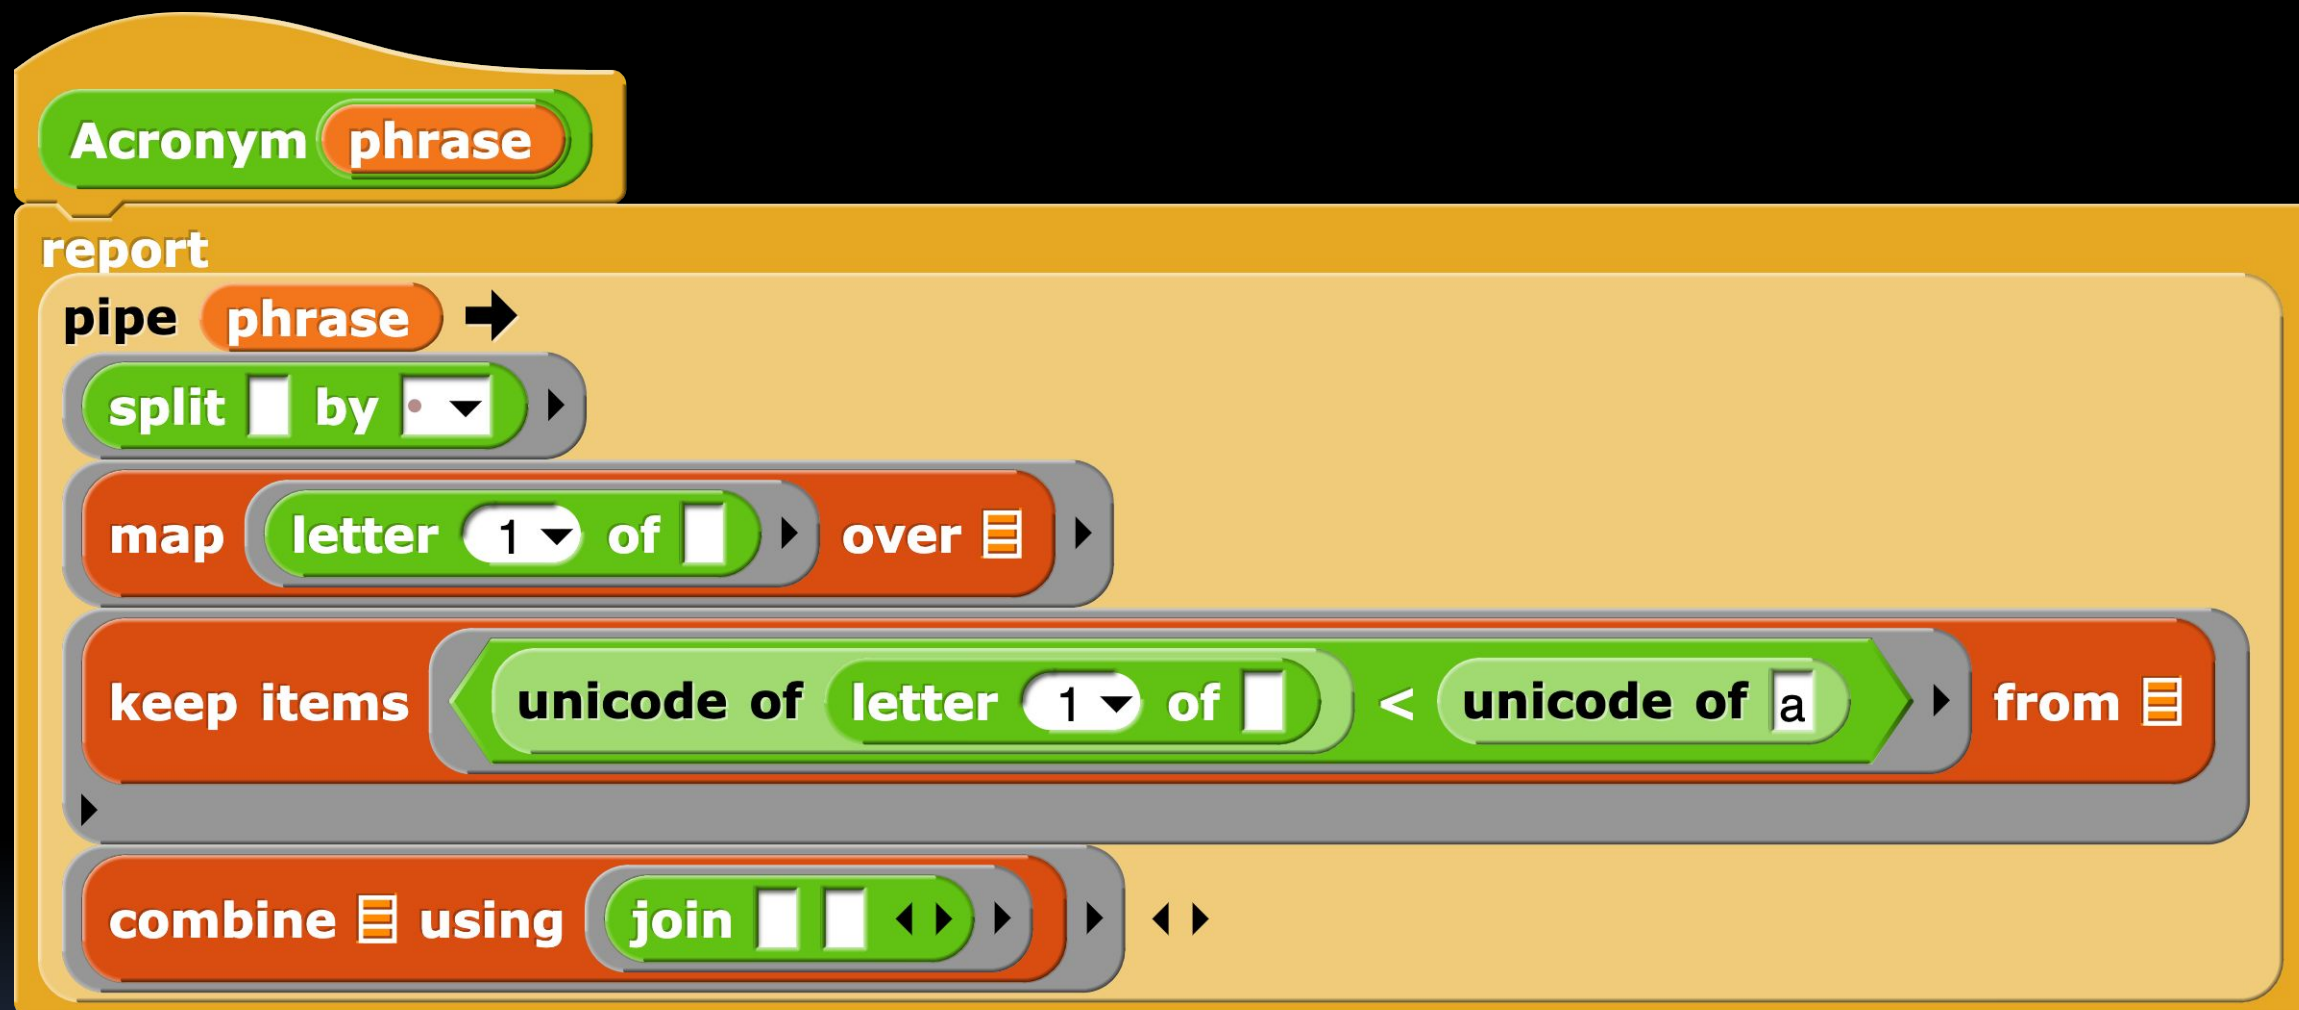 Acronym phrase
report
pipe phrase →
split by
map letter 1 of over
keep items unicode of letter 1 of < unicode of a from
combine using join